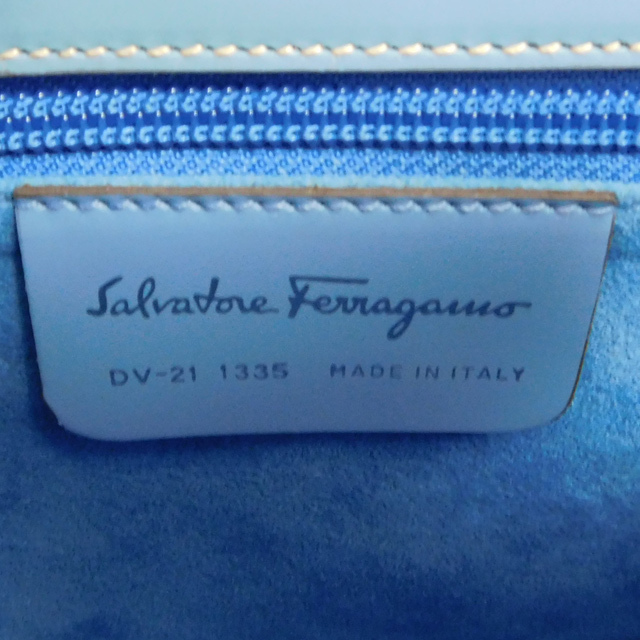 Salvatore Ferragamo
DV-21 1335 MADE IN ITALY